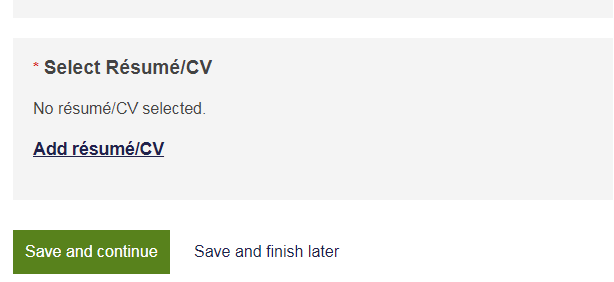 * Select Résumé/CV
No résumé/CV selected.
Add résumé/CV
Save and continue Save and finish later